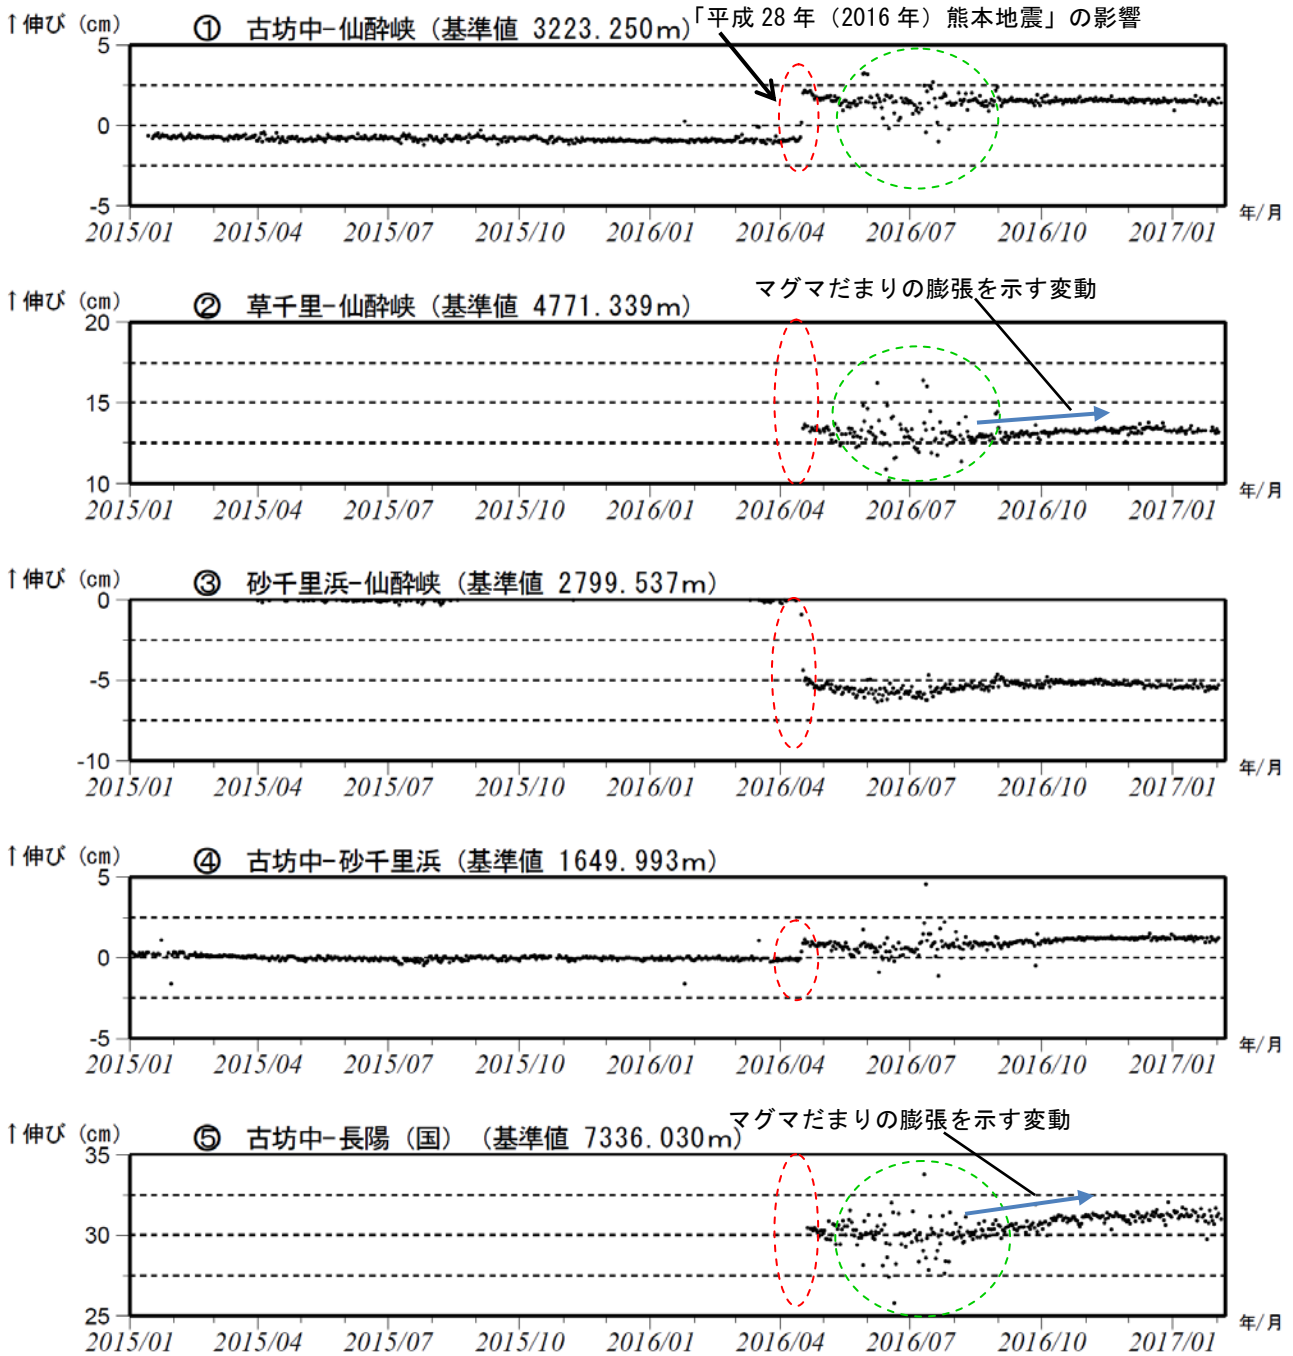 ↑伸び (cm) ① 古坊中−仙酔峡 (基準値 3223.250m) 「平成 28 年（2016 年）熊本地震」の影響
5
0
-5
年/月
2015/01 2015/04 2015/07 2015/10 2016/01 2016/04 2016/07 2016/10 2017/01
マグマだまりの膨張を示す変動
↑伸び (cm) ② 草千里−仙酔峡 (基準値 4771.339m)
20
15
10
年/月
2015/01 2015/04 2015/07 2015/10 2016/01 2016/04 2016/07 2016/10 2017/01
↑伸び (cm) ③ 砂千里浜−仙酔峡 (基準値 2799.537m)
0
-5
-10
年/月
2015/01 2015/04 2015/07 2015/10 2016/01 2016/04 2016/07 2016/10 2017/01
↑伸び (cm) ④ 古坊中−砂千里浜 (基準値 1649.993m)
5
0
-5
年/月
2015/01 2015/04 2015/07 2015/10 2016/01 2016/04 2016/07 2016/10 2017/01
マグマだまりの膨張を示す変動
↑伸び (cm) ⑤ 古坊中−長陽（国） (基準値 7336.030m)
35
30
25
年/月
2015/01 2015/04 2015/07 2015/10 2016/01 2016/04 2016/07 2016/10 2017/01